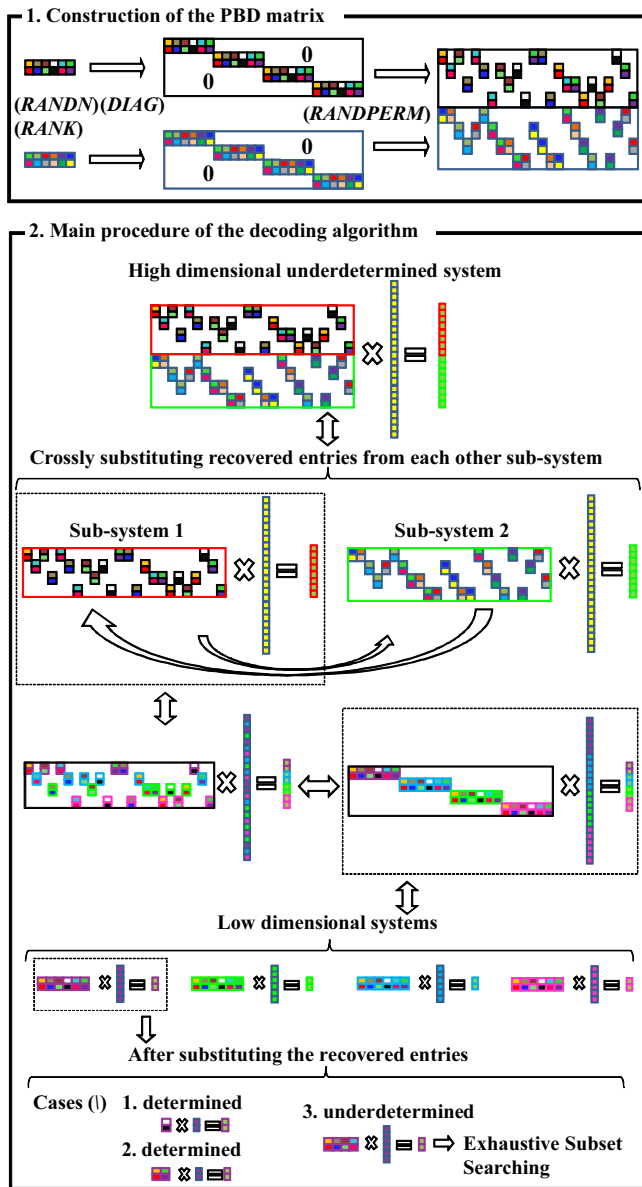 1. Construction of the PBD matrix
0
0
(RANDN)(DIAG)
(RANK)
(RANDPERM)
0
0
2. Main procedure of the decoding algorithm
High dimensional underdetermined system
Crossly substituting recovered entries from each other sub-system
Sub-system 1
Sub-system 2
Low dimensional systems
After substituting the recovered entries
Cases (\)
1. determined
3. underdetermined
2. determined
Exhaustive Subset
Searching